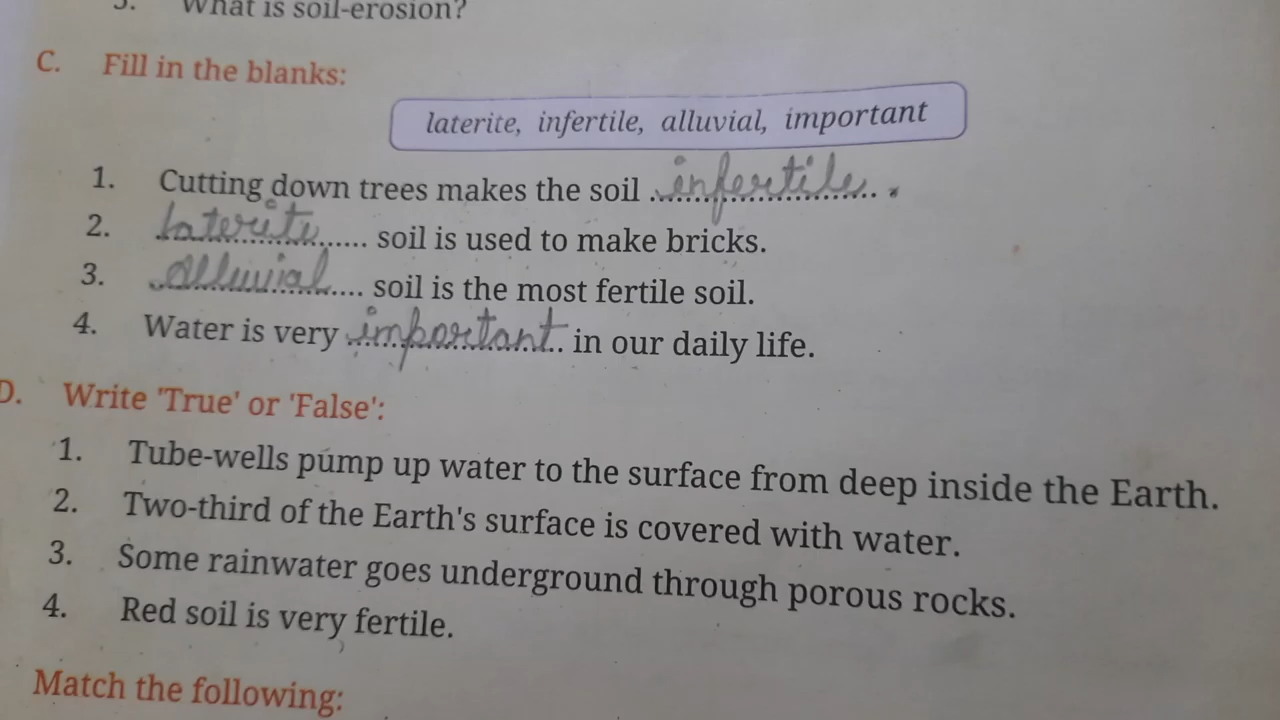 5. What is soil-erosion?
C. Fill in the blanks:
laterite, infertile, alluvial, important
1. Cutting down trees makes the soil infertile.
2. laterite soil is used to make bricks.
3. alluvial soil is the most fertile soil.
4. Water is very important in our daily life.
D. Write 'True' or 'False':
1. Tube-wells pump up water to the surface from deep inside the Earth.
2. Two-third of the Earth's surface is covered with water.
3. Some rainwater goes underground through porous rocks.
4. Red soil is very fertile.
Match the following: